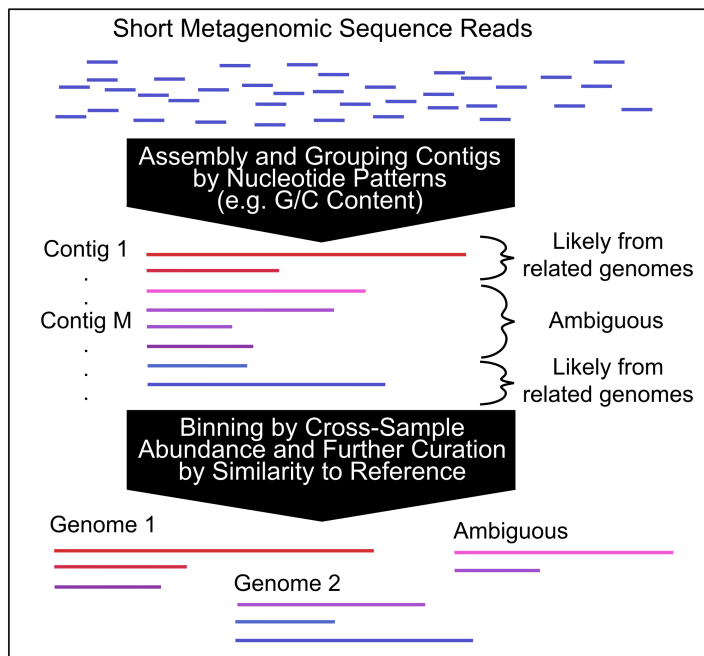 Short Metagenomic Sequence Reads
Assembly and Grouping Contigs
by Nucleotide Patterns
(e.g. G/C Content)
Contig 1
.
.
Contig M
.
.
.
Likely from
related genomes
Ambiguous
Likely from
related genomes
Binning by Cross-Sample
Abundance and Further Curation
by Similarity to Reference
Genome 1
Ambiguous
Genome 2